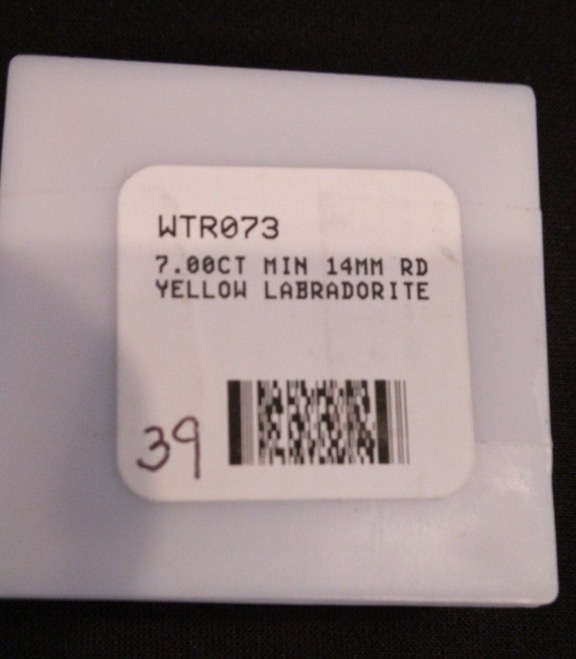 WTR073
7.00CT MIN 14MM RD
YELLOW LABRADORITE
39